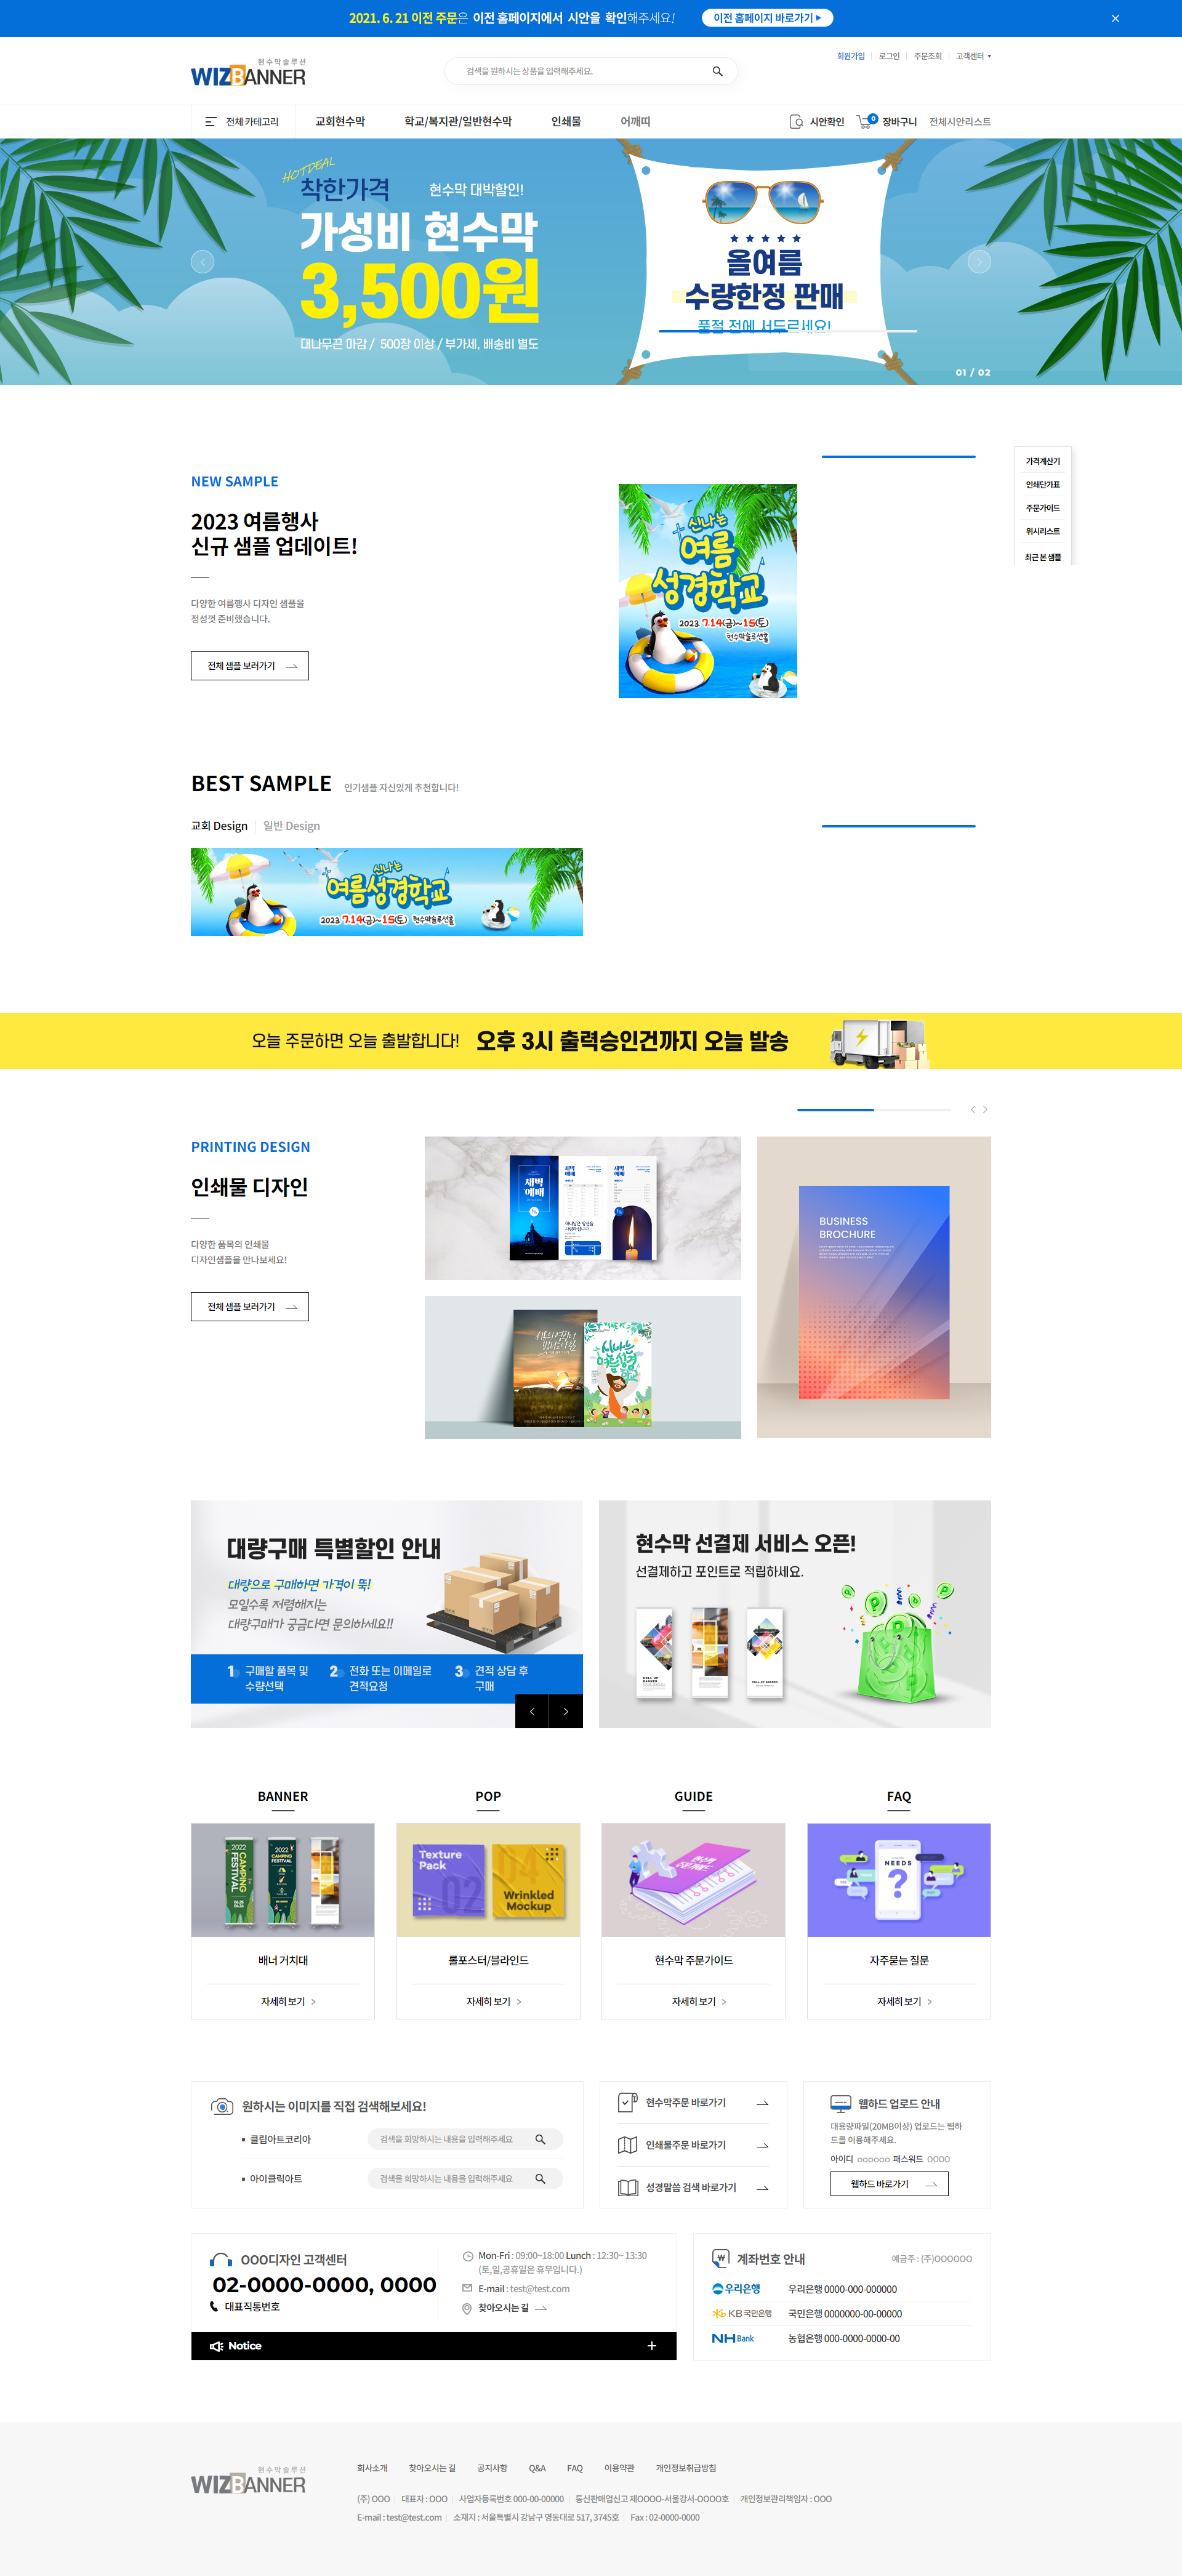 2021. 6. 21 이전 주문은 이전 홈페이지에서 시안을 확인해주세요!
이전 홈페이지 바로가기
현수막솔루션
WIZBANNER
검색을 원하시는 상품을 입력해주세요.
회원가입
로그인
주문조회
고객센터
전체 카테고리
교회현수막
학교/복지관/일반현수막
인쇄물
어깨띠
시안확인
0
장바구니
전체시안리스트
HOTDEAL
착한가격
현수막 대박할인!
가성비 현수막
3,500원
대나무끈 마감 / 500장 이상 / 부가세, 배송비 별도
올여름
수량한정 판매
품절 전에 서두르세요!
01 / 02
가격계산기
인쇄단가표
주문가이드
위시리스트
최근 본 샘플
NEW SAMPLE
2023 여름행사
신규 샘플 업데이트!
다양한 여름행사 디자인 샘플을
정성껏 준비했습니다.
전체 샘플 보러가기
신나는
여름
성경학교
2023 7.14(금)~15(토)
현수막솔루션홀
BEST SAMPLE
인기샘플 자신있게 추천합니다!
교회 Design
일반 Design
신나는
여름성경학교
2023 7.14(금)~15(토) 현수막솔루션홀
오늘 주문하면 오늘 출발합니다! 오후 3시 출력승인건까지 오늘 발송
PRINTING DESIGN
인쇄물 디자인
다양한 품목의 인쇄물
디자인샘플을 만나보세요!
전체 샘플 보러가기
새벽
예배
새벽
예배
새벽
예배
BUSINESS
BROCHURE
신나는
여름성경
학교
대량구매 특별할인 안내
대량으로 구매하면 가격이 뚝!
모일수록 저렴해지는
대량구매가 궁금다면 문의하세요!!
1 구매할 품목 및
수량선택
2 전화 또는 이메일로
견적요청
3 견적 상담 후
구매
현수막 선결제 서비스 오픈!
선결제하고 포인트로 적립하세요.
ROLL UP
BANNER
ROLL UP BANNER
P
P
P
BANNER
POP
GUIDE
FAQ
2022
CAMPING
FESTIVAL
2022
CAMPING
FESTIVAL
Texture
Pack
02
04
Wrinkled
Mockup
NEEDS
?
배너 거치대
롤포스터/블라인드
현수막 주문가이드
자주묻는 질문
자세히 보기
자세히 보기
자세히 보기
자세히 보기
원하시는 이미지를 직접 검색해보세요!
클립아트코리아
검색을 희망하시는 내용을 입력해주세요
아이클릭아트
검색을 희망하시는 내용을 입력해주세요
현수막주문 바로가기
인쇄물주문 바로가기
성경말씀 검색 바로가기
웹하드 업로드 안내
대용량파일(20MB이상) 업로드는 웹하
드를 이용해주세요.
아이디 oooooo 패스워드 0000
웹하드 바로가기
OOO디자인 고객센터
02-0000-0000, 0000
대표직통번호
Mon-Fri : 09:00~18:00 Lunch : 12:30~ 13:30
(토,일,공휴일은 휴무입니다.)
E-mail : test@test.com
찾아오시는 길
Notice
계좌번호 안내
예금주 : (주)OOOOOO
우리은행 우리은행 0000-000-000000
KB국민은행 국민은행 0000000-00-00000
NH Bank 농협은행 000-0000-0000-00
현수막솔루션
WIZBANNER
회사소개
찾아오시는 길
공지사항
Q&A
FAQ
이용약관
개인정보취급방침
(주) OOO 대표자 : OOO 사업자등록번호 000-00-00000 통신판매업신고 제OOOO-서울강서-OOOO호 개인정보관리책임자 : OOO
E-mail : test@test.com 소재지 : 서울특별시 강남구 영동대로 517, 3745호 Fax : 02-0000-0000